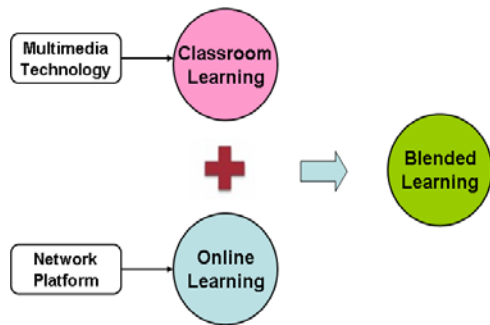 Multimedia
Technology
Classroom
Learning
Blended
Learning
Network
Platform
Online
Learning